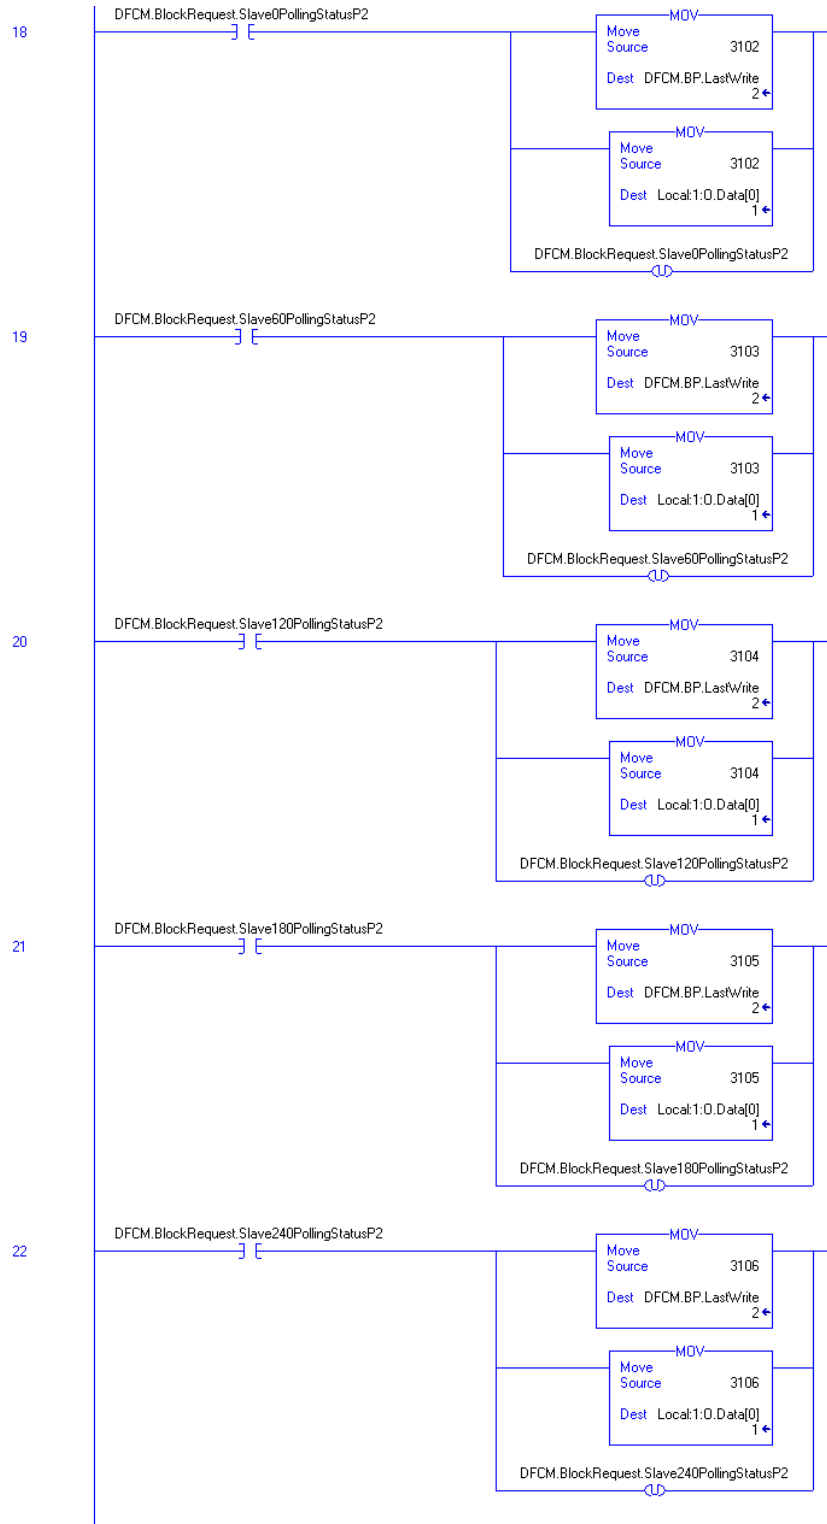 DFCM.BlockRequest.Slave0PollingStatusP2
MOV
18
Move
Source 3102
Dest DFCM.BP.LastWrite
2
MOV
Move
Source 3102
Dest Local:1:O.Data[0]
1
DFCM.BlockRequest.Slave0PollingStatusP2
U
DFCM.BlockRequest.Slave60PollingStatusP2
MOV
19
Move
Source 3103
Dest DFCM.BP.LastWrite
2
MOV
Move
Source 3103
Dest Local:1:O.Data[0]
1
DFCM.BlockRequest.Slave60PollingStatusP2
U
DFCM.BlockRequest.Slave120PollingStatusP2
MOV
20
Move
Source 3104
Dest DFCM.BP.LastWrite
2
MOV
Move
Source 3104
Dest Local:1:O.Data[0]
1
DFCM.BlockRequest.Slave120PollingStatusP2
U
DFCM.BlockRequest.Slave180PollingStatusP2
MOV
21
Move
Source 3105
Dest DFCM.BP.LastWrite
2
MOV
Move
Source 3105
Dest Local:1:O.Data[0]
1
DFCM.BlockRequest.Slave180PollingStatusP2
U
DFCM.BlockRequest.Slave240PollingStatusP2
MOV
22
Move
Source 3106
Dest DFCM.BP.LastWrite
2
MOV
Move
Source 3106
Dest Local:1:O.Data[0]
1
DFCM.BlockRequest.Slave240PollingStatusP2
U